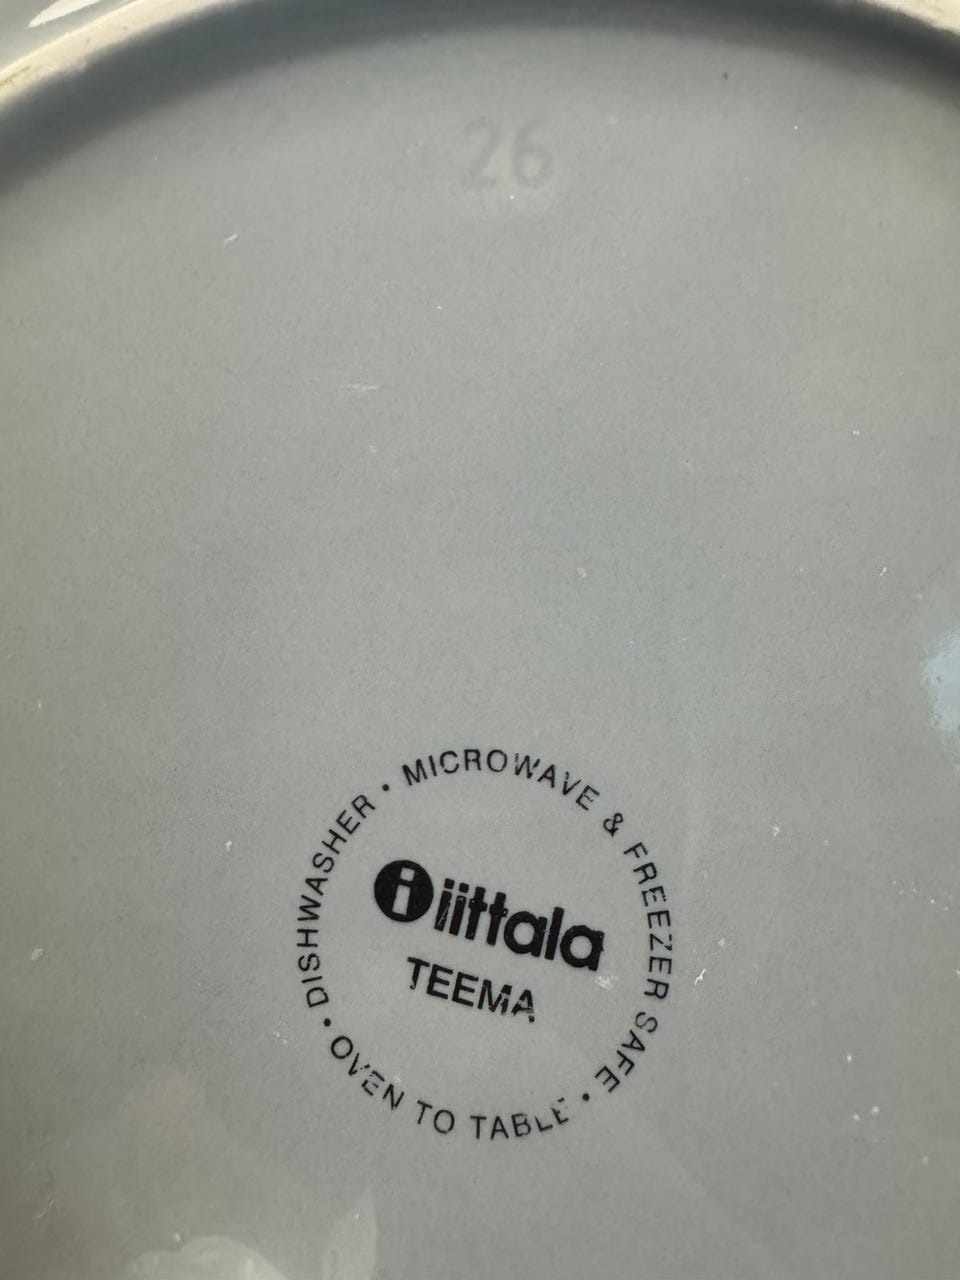 26
DISHWASHER • MICROWAVE & FREEZER SAFE • OVEN TO TABLE •
i iittala
TEEMA